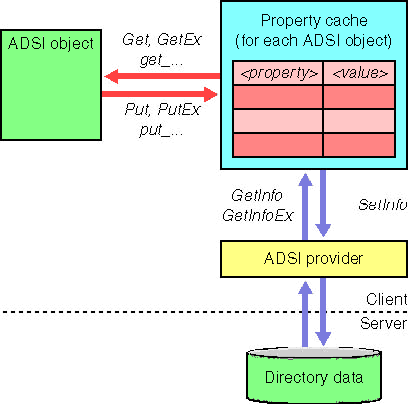 ADSI object
Get, GetEx
get_...
Put, PutEx
put_...
Property cache
(for each ADSI object)
<property>
<value>
GetInfo
GetInfoEx
SetInfo
ADSI provider
Client
Server
Directory data